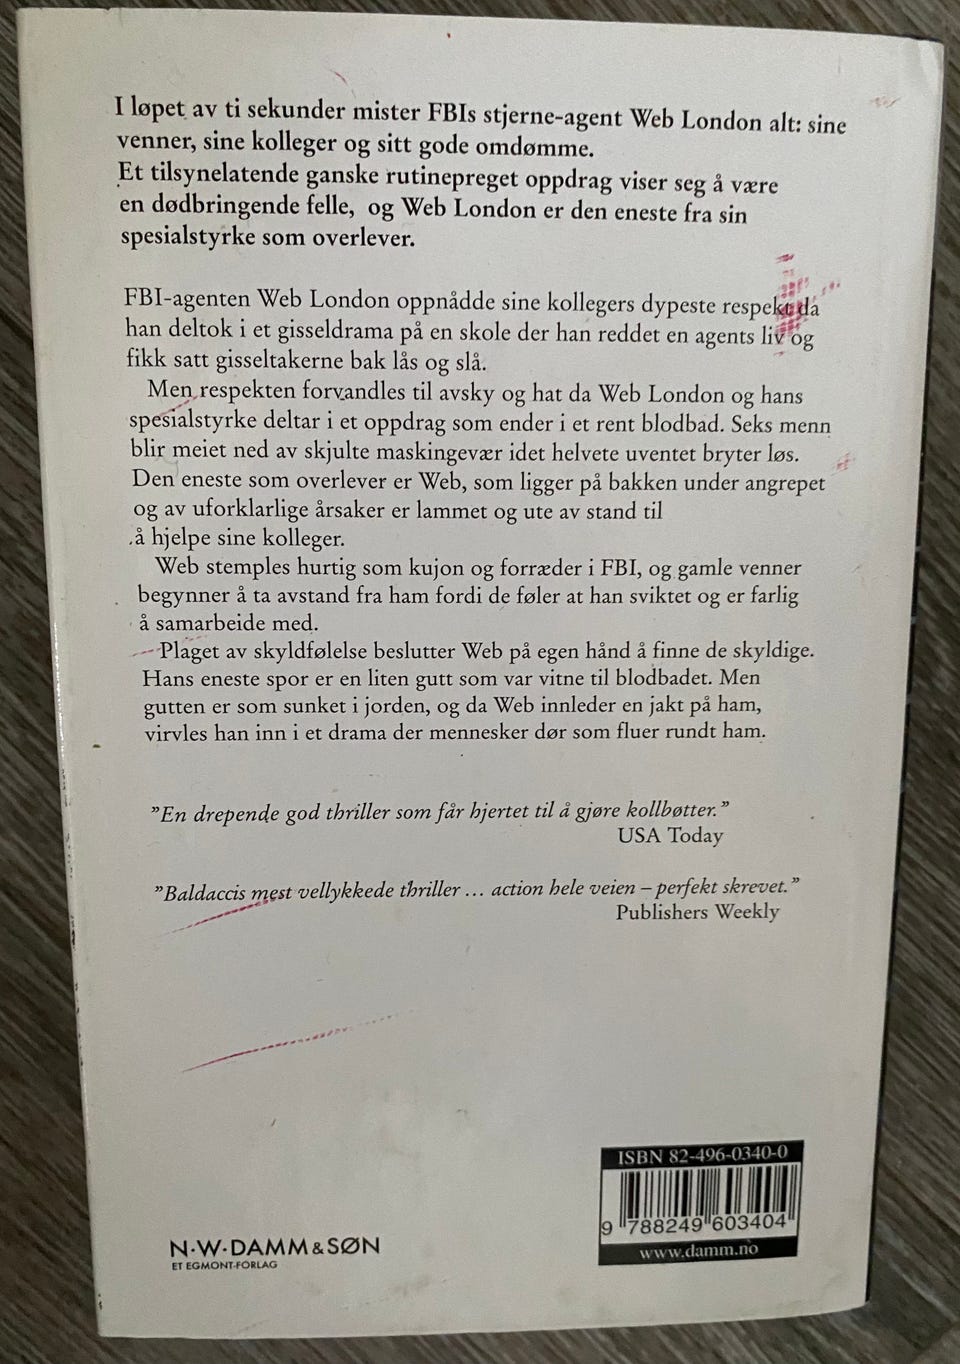 I løpet av ti sekunder mister FBIs stjerne-agent Web London alt: sine
venner, sine kolleger og sitt gode omdømme.
Et tilsynelatende ganske rutinepreget oppdrag viser seg å være
en dødbringende felle, og Web London er den eneste fra sin
spesialstyrke som overlever.
FBI-agenten Web London oppnådde sine kollegers dypeste respekt da
han deltok i et gisseldrama på en skole der han reddet en agents liv og
fikk satt gisseltakerne bak lås og slå.
Men respekten forvandles til avsky og hat da Web London og hans
spesialstyrke deltar i et oppdrag som ender i et rent blodbad. Seks menn
blir meiet ned av skjulte maskingevær idet helvete uventet bryter løs.
Den eneste som overlever er Web, som ligger på bakken under angrepet
og av uforklarlige årsaker er lammet og ute av stand til
å hjelpe sine kolleger.
Web stemples hurtig som kujon og forræder i FBI, og gamle venner
begynner å ta avstand fra ham fordi de føler at han sviktet og er farlig
å samarbeide med.
Plaget av skyldfølelse beslutter Web på egen hånd å finne de skyldige.
Hans eneste spor er en liten gutt som var vitne til blodbadet. Men
gutten er som sunket i jorden, og da Web innleder en jakt på ham,
virvles han inn i et drama der mennesker dør som fluer rundt ham.
”En drepende god thriller som får hjertet til å gjøre kollbøtter.”
USA Today
”Baldaccis mest vellykkede thriller ... action hele veien – perfekt skrevet.”
Publishers Weekly
ISBN 82-496-0340-0
9 788249 603404
www.damm.no
N·W·DAMM & SØN
ET EGMONT-FORLAG